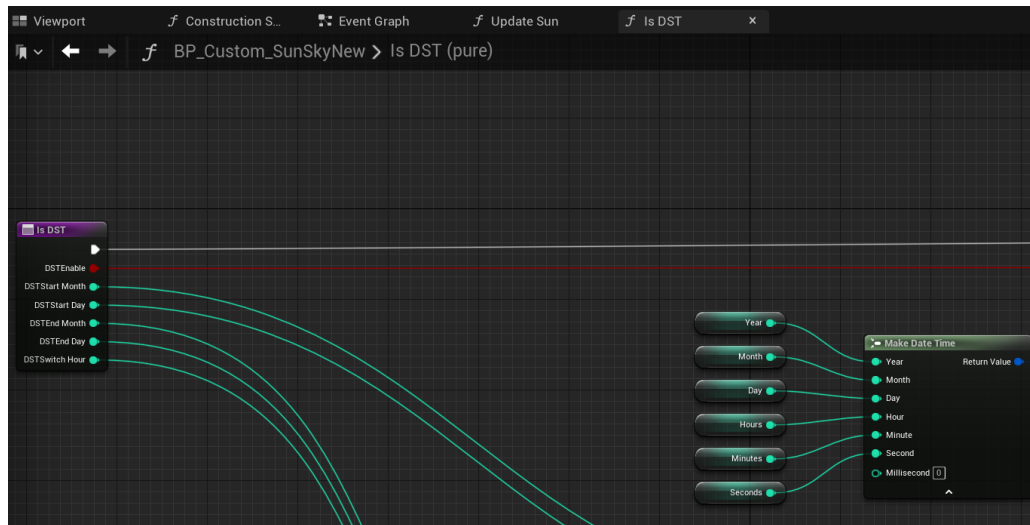 Viewport
Construction S...
Event Graph
Update Sun
Is DST
BP_Custom_SunSkyNew > Is DST (pure)
Is DST
DSTEnable
DSTStart Month
DSTStart Day
DSTEnd Month
DSTEnd Day
DSTSwitch Hour
Year
Month
Day
Hours
Minutes
Seconds
Make Date Time
Year Return Value
Month
Day
Hour
Minute
Second
Millisecond 0